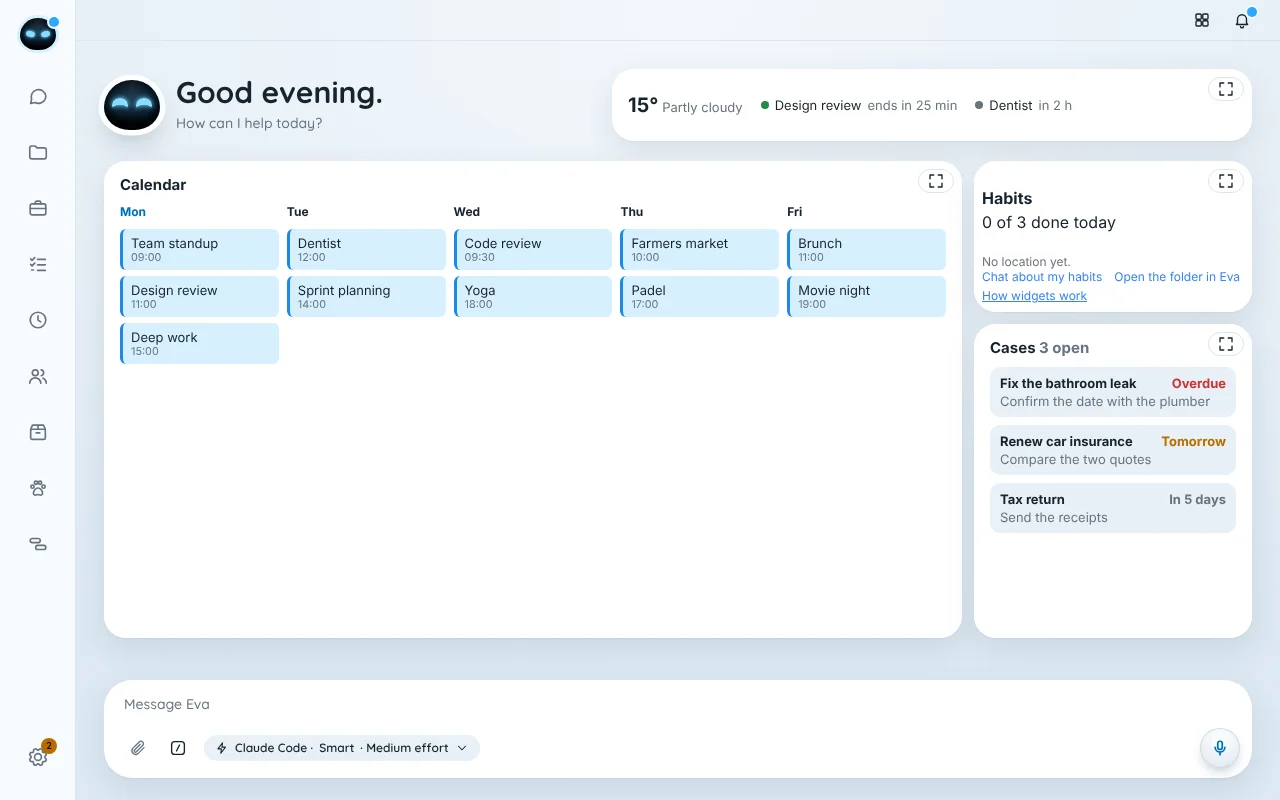 Good evening.
How can I help today?
15° Partly cloudy
Design review ends in 25 min
Dentist in 2 h
Calendar
Mon
Tue
Wed
Thu
Fri
Team standup
09:00
Dentist
12:00
Code review
09:30
Farmers market
10:00
Brunch
11:00
Design review
11:00
Sprint planning
14:00
Yoga
18:00
Padel
17:00
Movie night
19:00
Deep work
15:00
Habits
0 of 3 done today
No location yet.
Chat about my habits Open the folder in Eva
How widgets work
Cases 3 open
Fix the bathroom leak Overdue
Confirm the date with the plumber
Renew car insurance Tomorrow
Compare the two quotes
Tax return In 5 days
Send the receipts
Message Eva
Claude Code · Smart · Medium effort
2